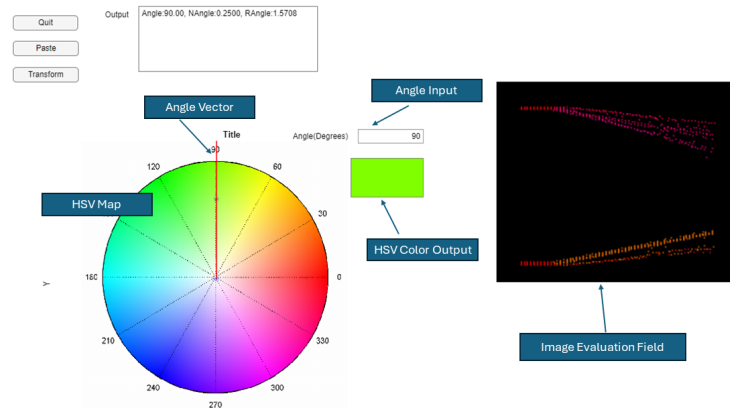 Quit
Output
Angle:90.00, NAngle:0.2500, RAngle:1.5708
Paste
Transform
Angle Vector
Angle Input
Title
Angle(Degrees)
90
90
120
60
HSV Map
30
HSV Color Output
Y
180
0
210
330
Image Evaluation Field
240
300
270